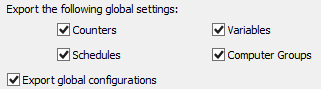 Export the following global settings:
Counters Variables
Schedules Computer Groups
Export global configurations